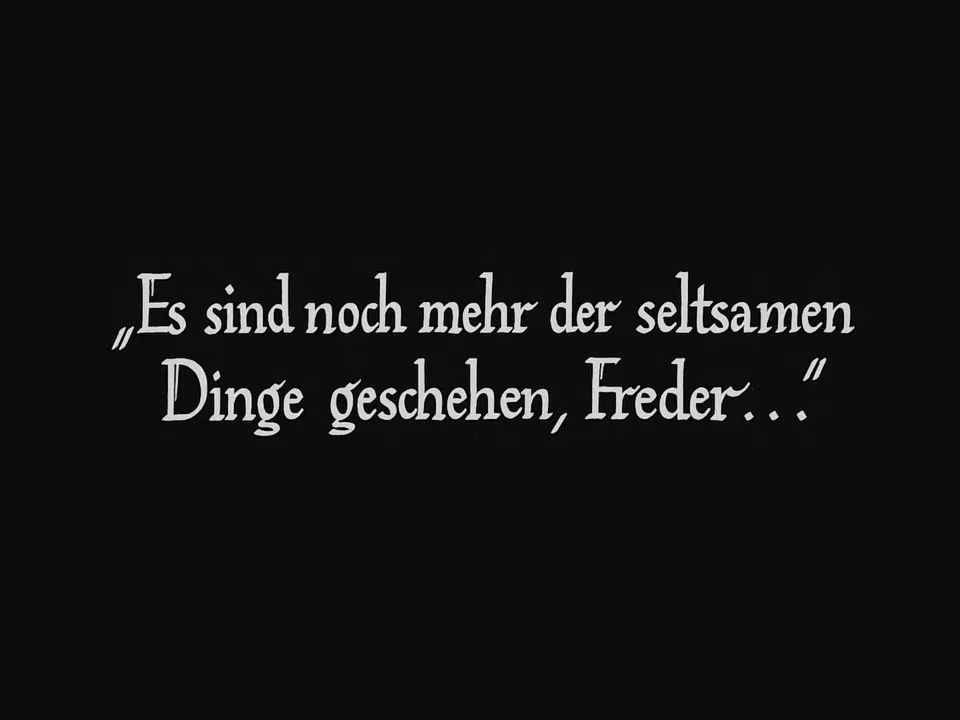 „Es sind noch mehr der seltsamen
Dinge geschehen, Freder...“